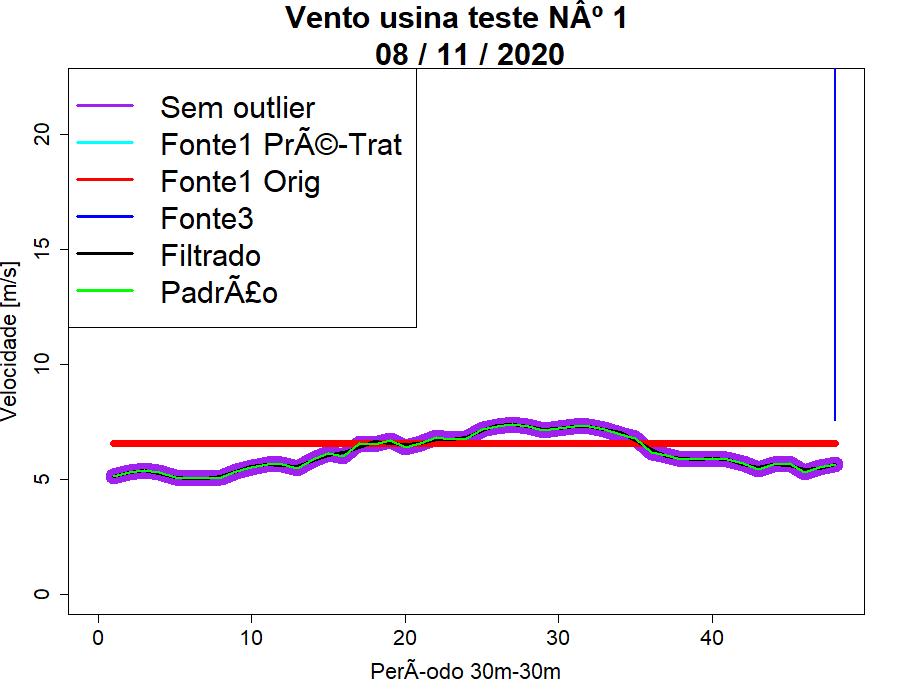 Vento usina teste NÂº 1
08 / 11 / 2020
Sem outlier
Fonte1 PrÃ©-Trat
Fonte1 Orig
Fonte3
Filtrado
PadrÃ£o
Velocidade [m/s]
20
15
10
5
0
0 10 20 30 40
PerÃ-odo 30m-30m